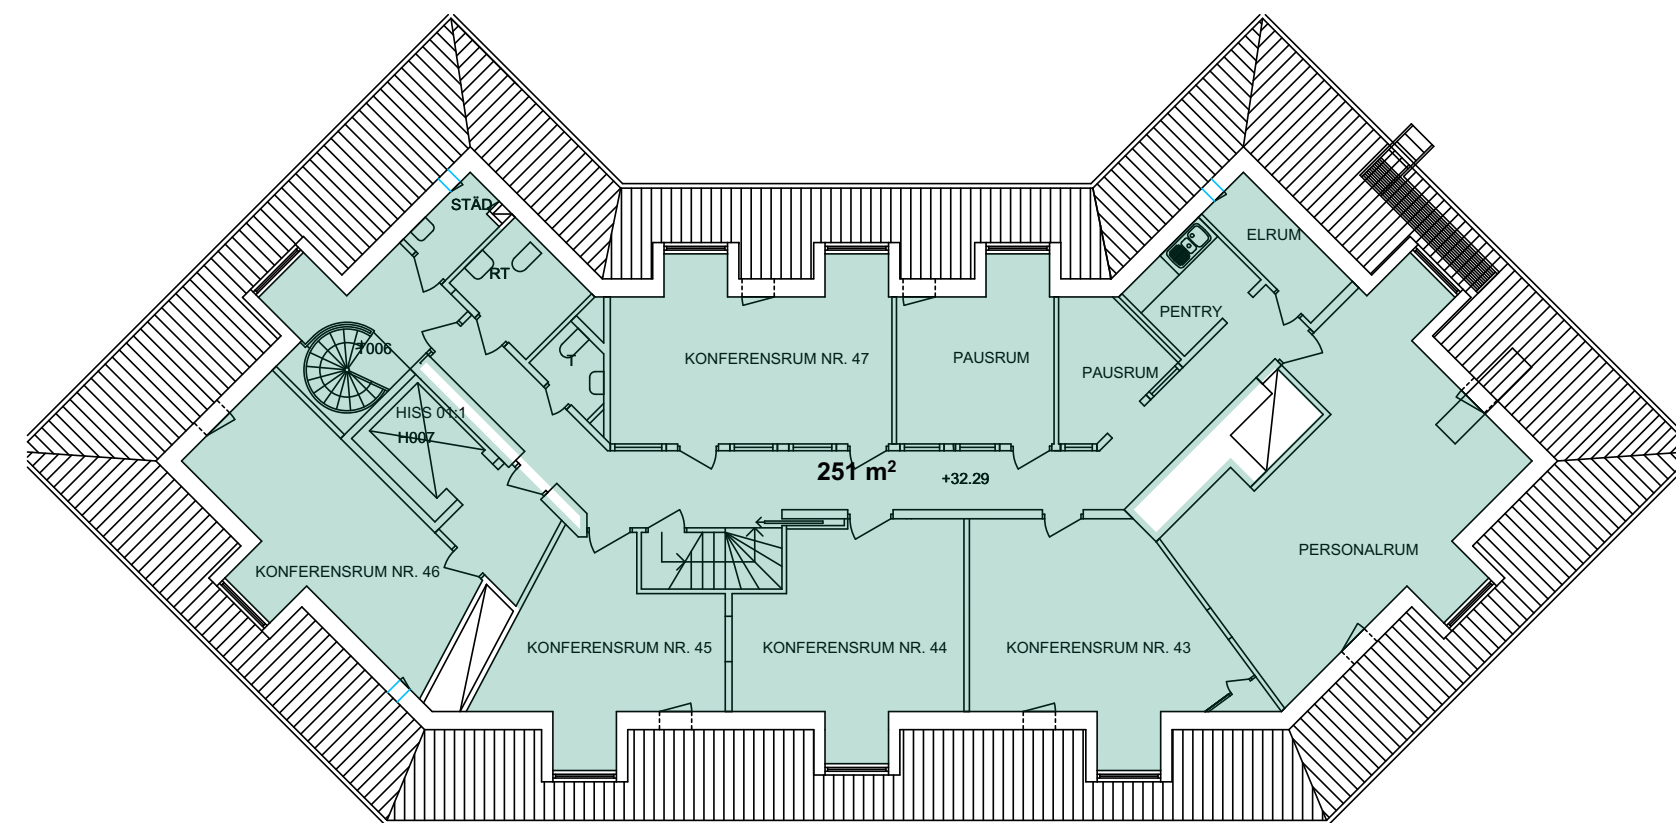 STÄD
ELRUM
RT
PENTRY
T006
T
KONFERENSRUM NR. 47
PAUSRUM
PAUSRUM
HISS 01:1
H007
251 m²
+32.29
PERSONALRUM
KONFERENSRUM NR. 46
KONFERENSRUM NR. 45
KONFERENSRUM NR. 44
KONFERENSRUM NR. 43